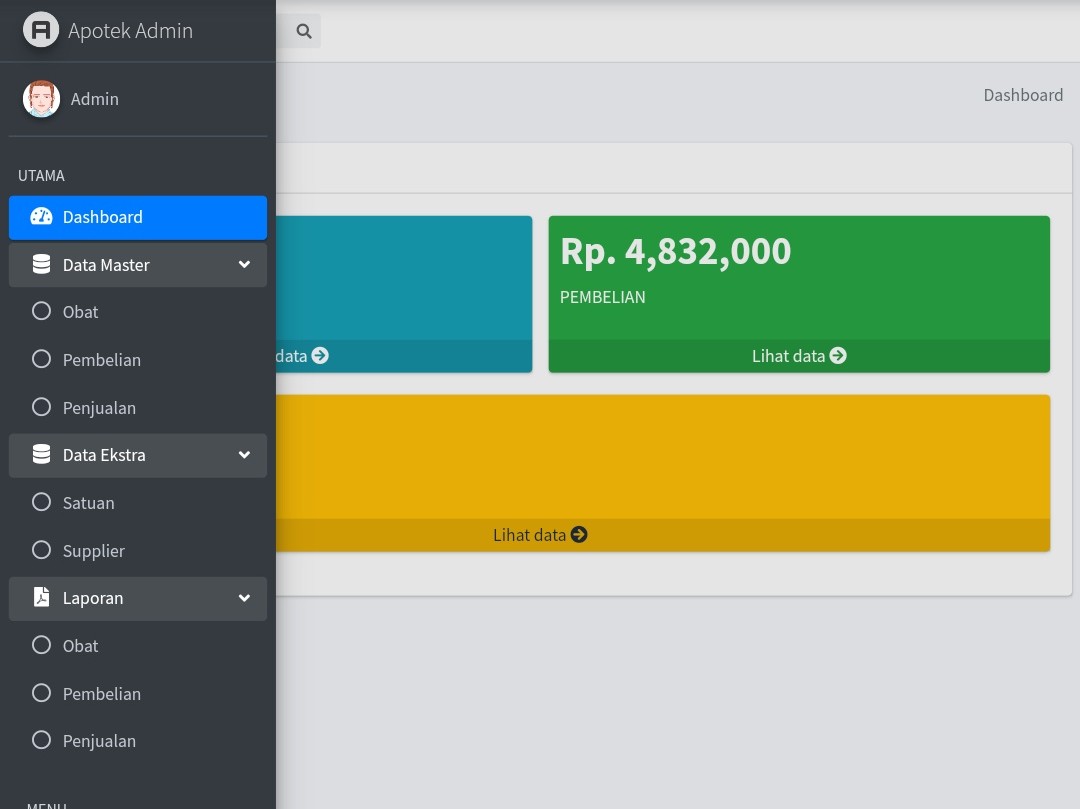 Apotek Admin
Admin
UTAMA
Dashboard
Data Master
Obat
Pembelian
Penjualan
Data Ekstra
Satuan
Supplier
Laporan
Obat
Pembelian
Penjualan
MENU
Dashboard
data
Rp. 4,832,000
PEMBELIAN
Lihat data
Lihat data